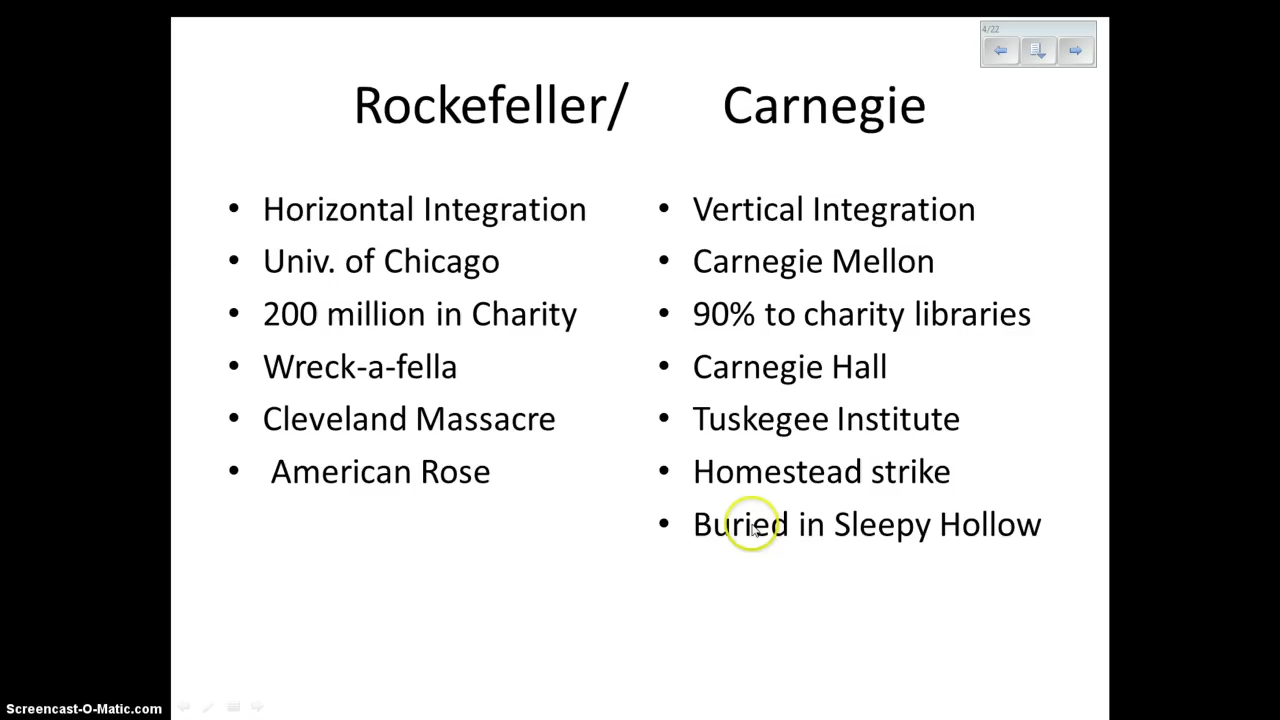 4/22
Rockefeller/ Carnegie
• Horizontal Integration
• Univ. of Chicago
• 200 million in Charity
• Wreck-a-fella
• Cleveland Massacre
• American Rose
• Vertical Integration
• Carnegie Mellon
• 90% to charity libraries
• Carnegie Hall
• Tuskegee Institute
• Homestead strike
• Buried in Sleepy Hollow
Screencast-O-Matic.com